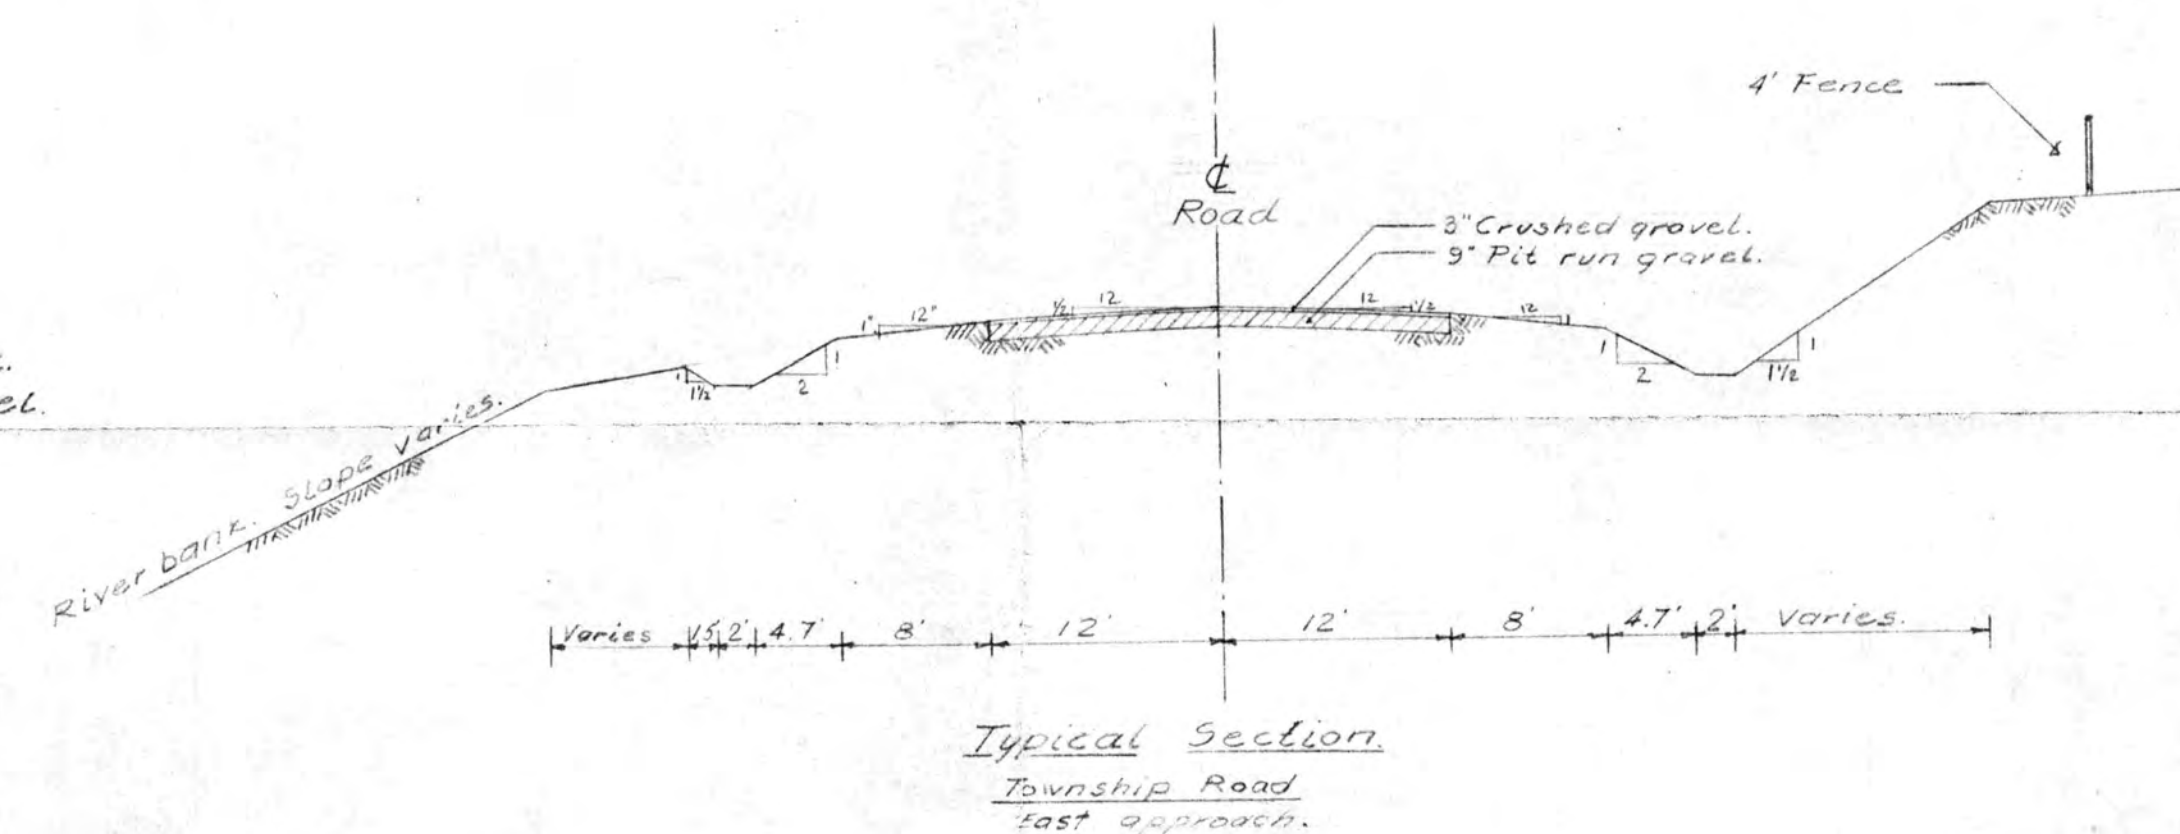 4' Fence
℄
Road
3" Crushed gravel.
9" Pit run gravel.
1/2
12
12
1/2
1"
12"
12
1
1
1 1/2
2
1
1
2
1 1/2
1
River bank. Slope varies.
Varies
1.5'
2'
4.7'
8'
12'
12'
8'
4.7'
2'
Varies.
Typical Section.
Township Road
East approach.